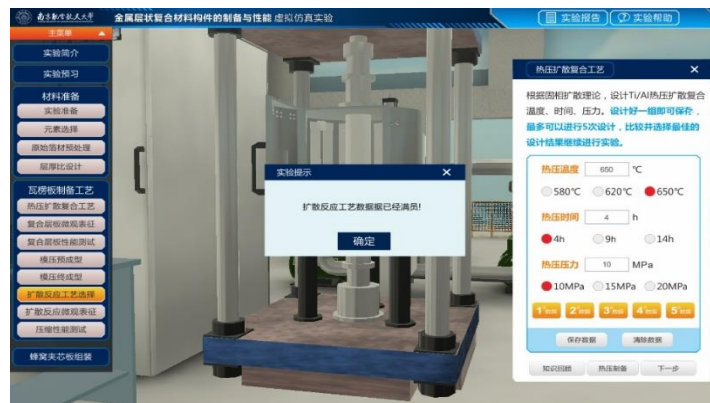 南京航空航天大学 金属层状复合材料构件的制备与性能 虚拟仿真实验 实验报告 实验帮助
主菜单
实验简介
实验预习
材料准备
实验准备
元素选择
原始箔材预处理
层厚比设计
瓦楞板制备工艺
热压扩散复合工艺
复合层板微观表征
复合层板性能测试
模压预成型
模压终成型
扩散反应工艺选择
扩散反应微观表征
压缩性能测试
蜂窝夹芯板组装
实验提示 ×
扩散反应工艺数据据已经满员!
确定
热压扩散复合工艺 ×
根据固相扩散理论，设计Ti/Al热压扩散复合
温度、时间、压力。设计好一组即可保存，
最多可以进行5次设计，比较并选择最佳的
设计结果继续进行实验。
热压温度 650 ℃
580℃ 620℃ 650℃
热压时间 4 h
4h 9h 14h
热压压力 10 MPa
10MPa 15MPa 20MPa
1 2 3 4 5
保存数据 清除数据
知识回顾 热压制备 下一步